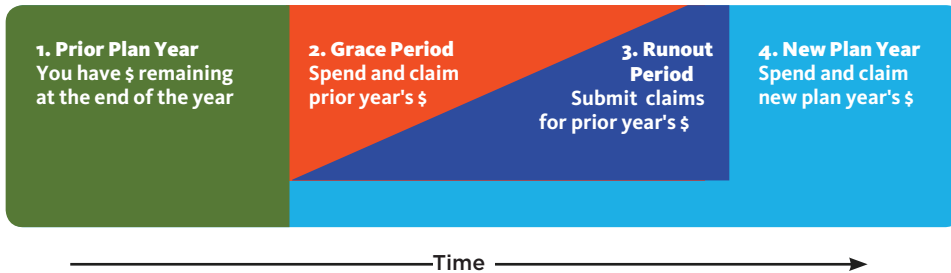 1. Prior Plan Year
You have $ remaining
at the end of the year
2. Grace Period
Spend and claim
prior year's $
3. Runout
Period
Submit claims
for prior year's $
4. New Plan Year
Spend and claim
new plan year's $
Time